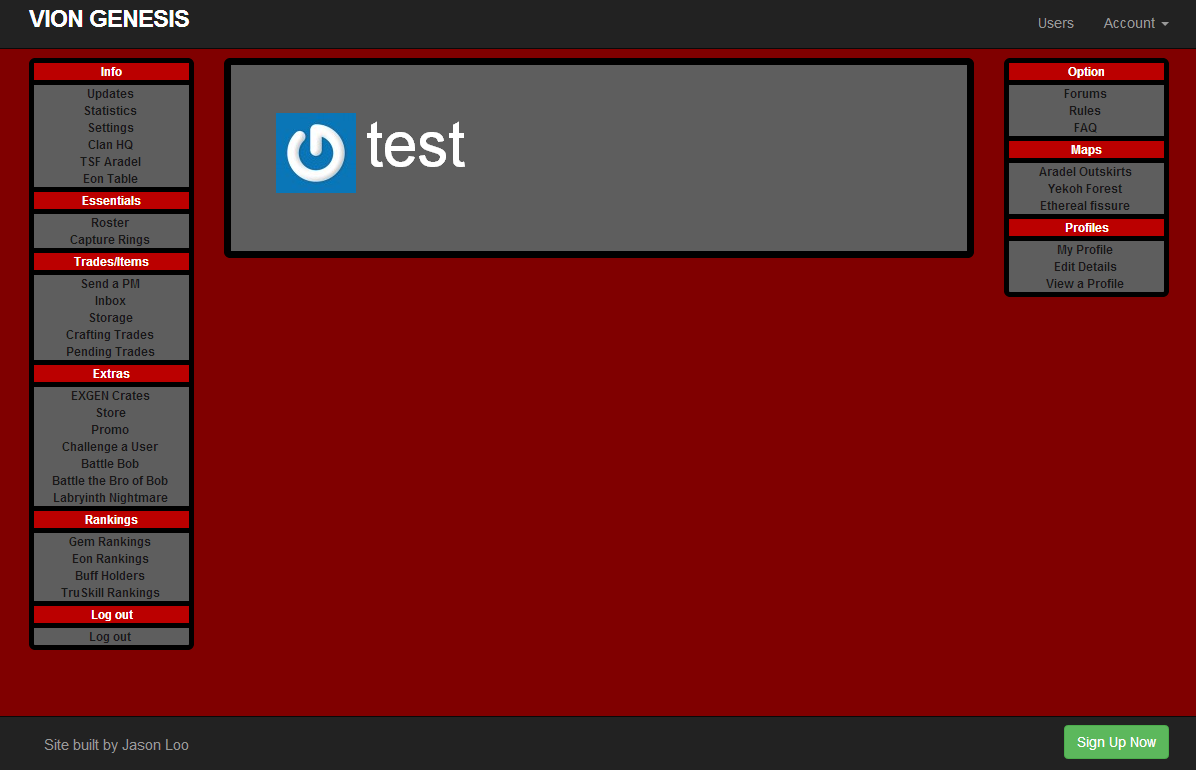 VION GENESIS
Users
Account
Info
Updates
Statistics
Settings
Clan HQ
TSF Aradel
Eon Table
Essentials
Roster
Capture Rings
Trades/Items
Send a PM
Inbox
Storage
Crafting Trades
Pending Trades
Extras
EXGEN Crates
Store
Promo
Challenge a User
Battle Bob
Battle the Bro of Bob
Labryinth Nightmare
Rankings
Gem Rankings
Eon Rankings
Buff Holders
TruSkill Rankings
Log out
Log out
test
Option
Forums
Rules
FAQ
Maps
Aradel Outskirts
Yekoh Forest
Ethereal fissure
Profiles
My Profile
Edit Details
View a Profile
Site built by Jason Loo
Sign Up Now